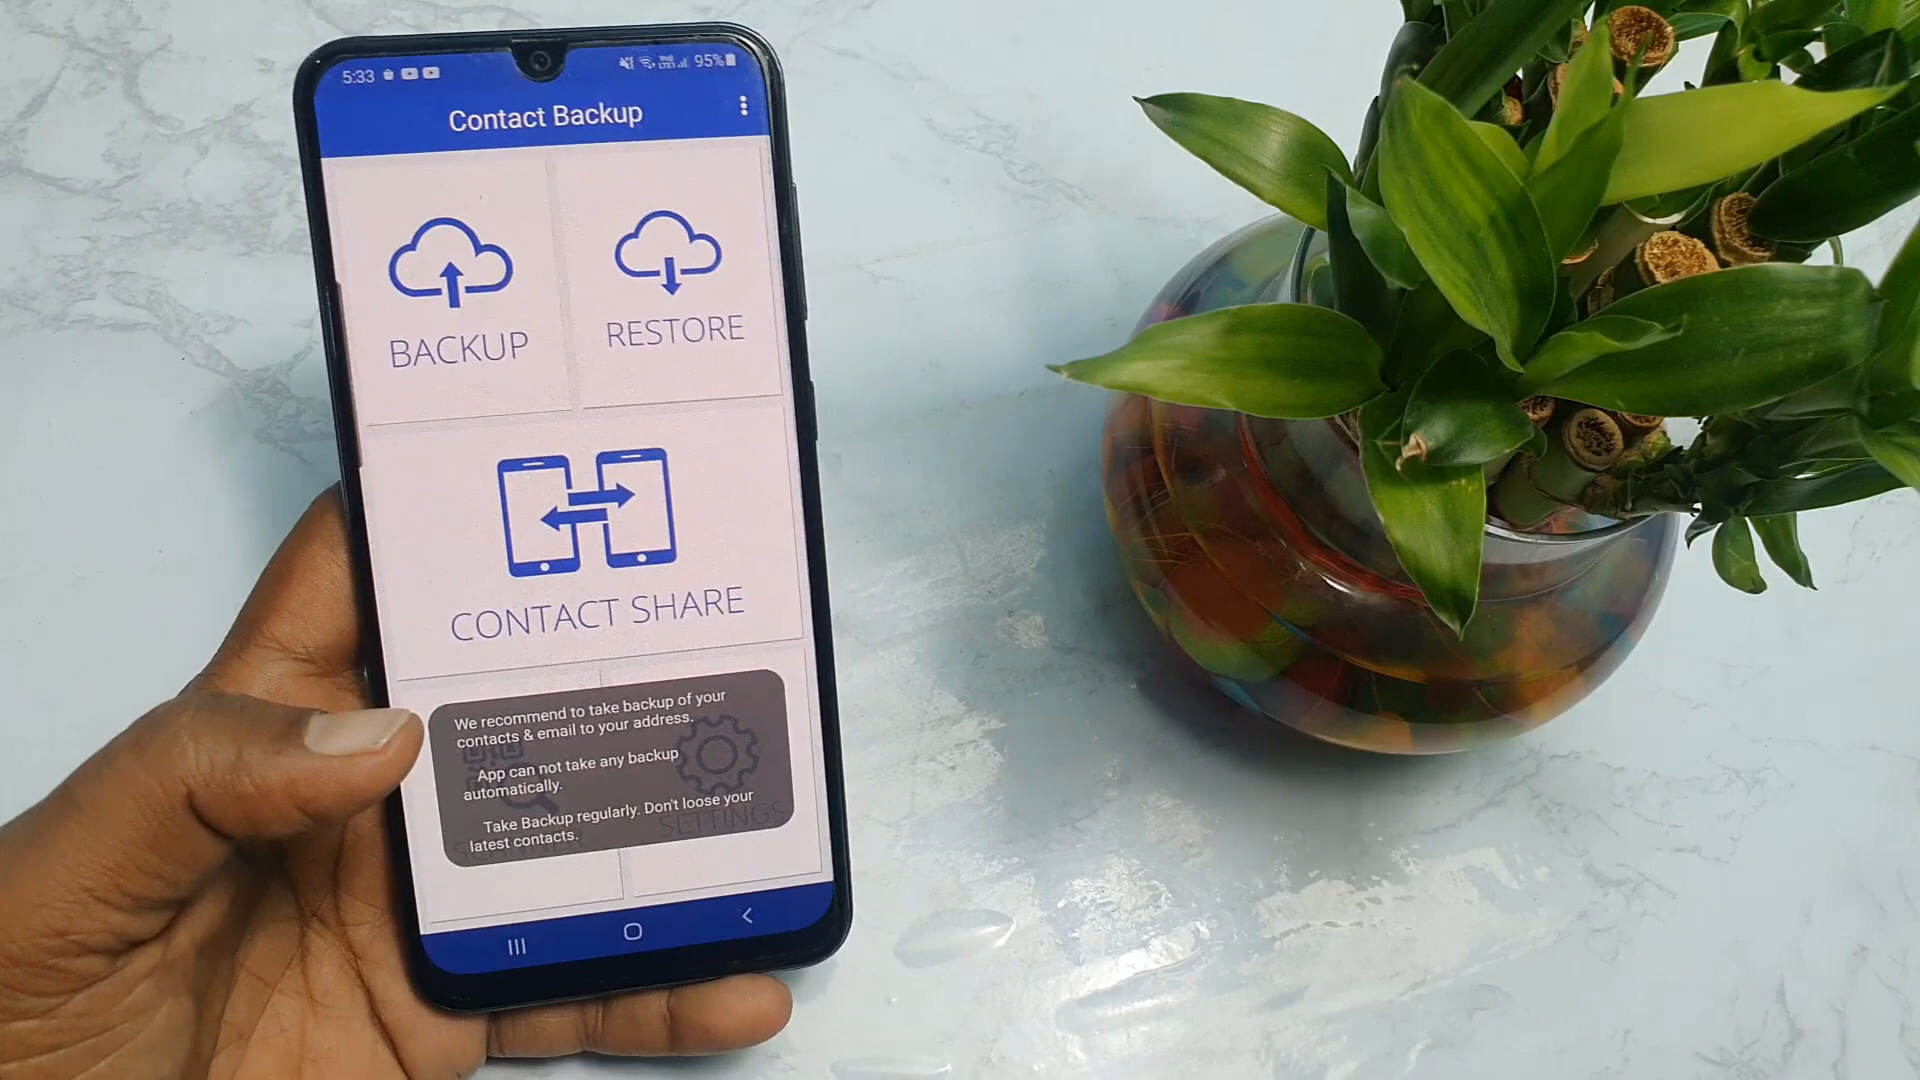 5:33
VoLTE1 95%
Contact Backup
BACKUP
RESTORE
CONTACT SHARE
We recommend to take backup of your
contacts & email to your address.
App can not take any backup
automatically.
Take Backup regularly. Don't loose your
latest contacts.
SETTINGS